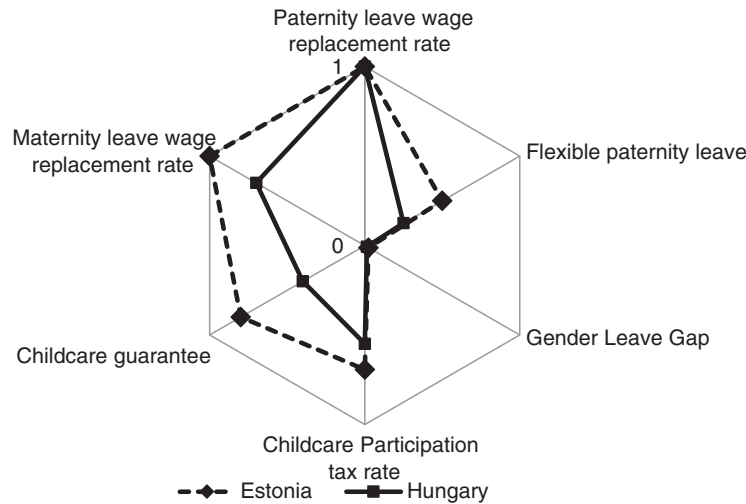 Paternity leave wage
replacement rate
1
Maternity leave wage
replacement rate
Flexible paternity leave
0
Childcare guarantee
Gender Leave Gap
Childcare Participation
tax rate
Estonia
Hungary